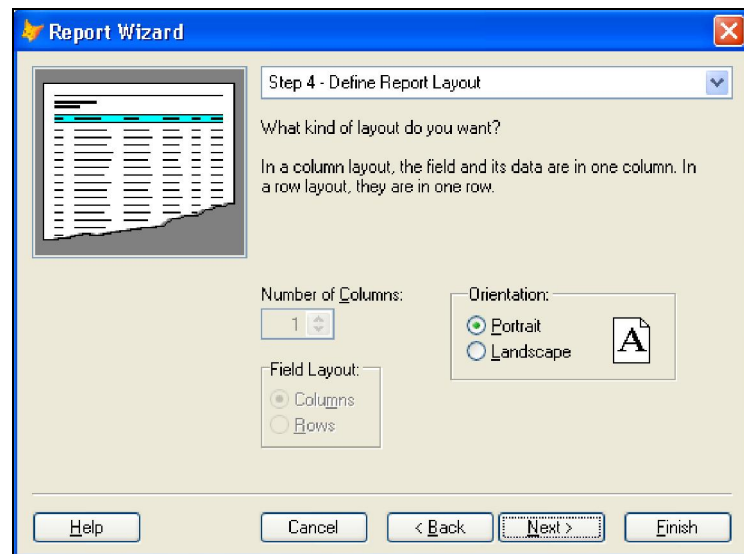 Report Wizard
Step 4 - Define Report Layout
What kind of layout do you want?
In a column layout, the field and its data are in one column. In
a row layout, they are in one row.
Number of Columns:
1
Field Layout:
Columns
Rows
Orientation:
Portrait
Landscape
A
Help
Cancel
< Back
Next >
Finish